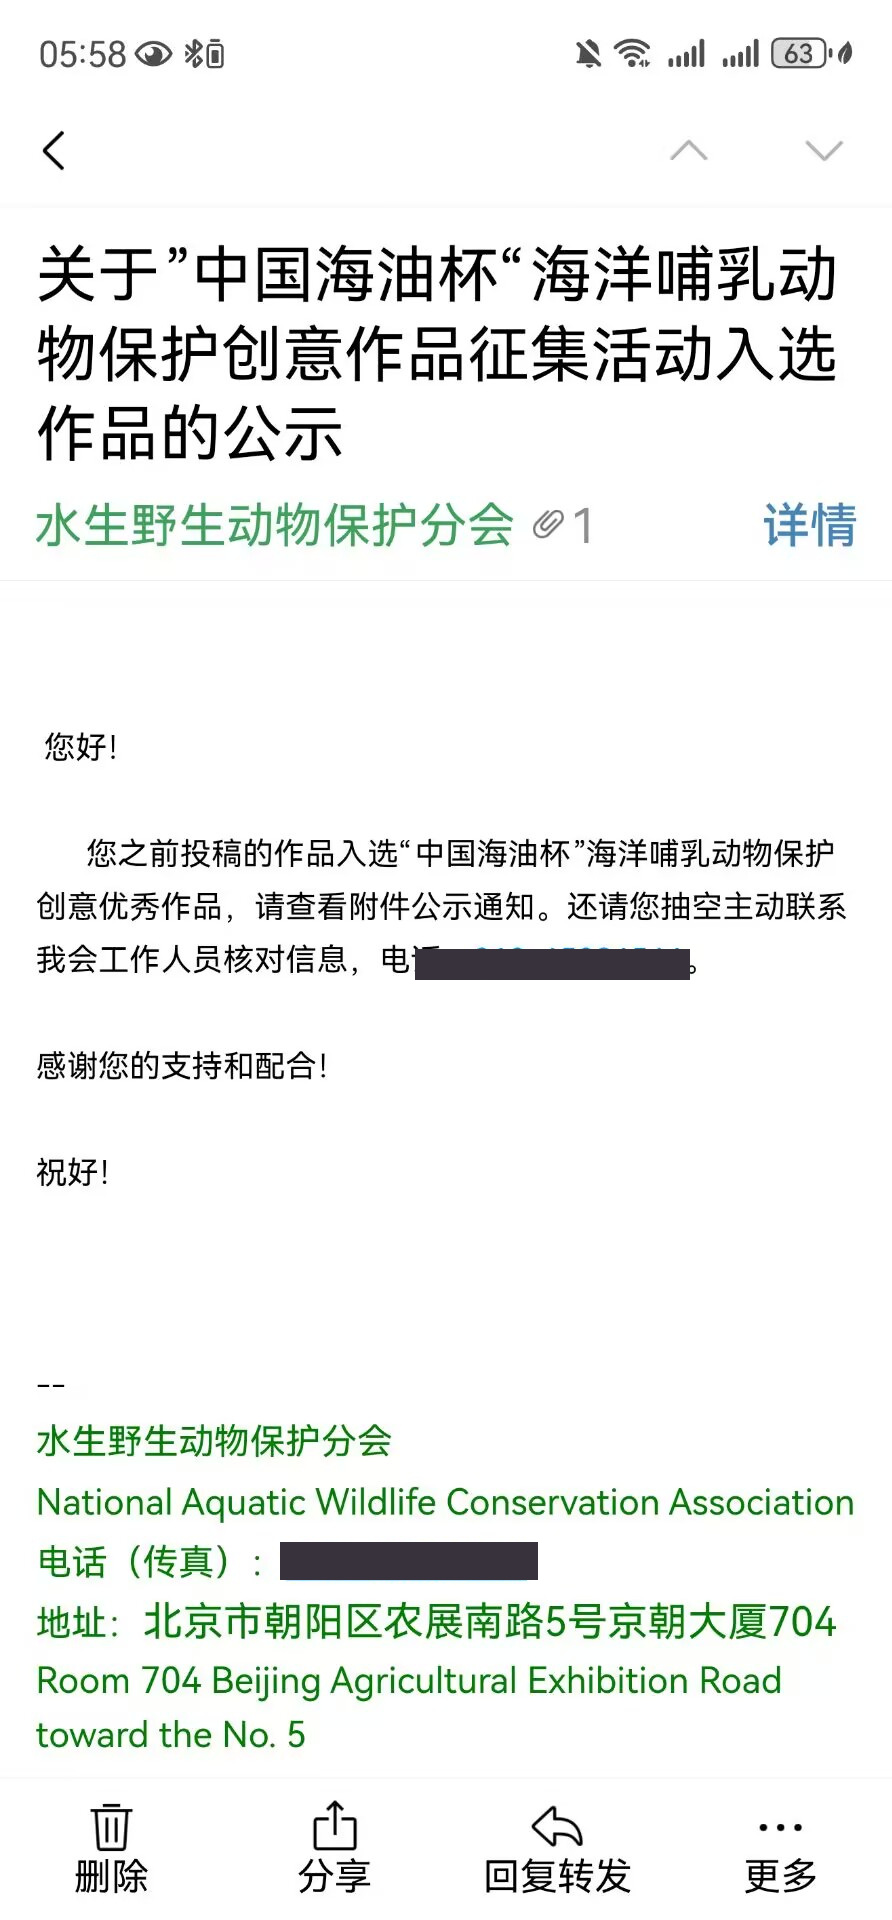 05:58
63
关于”中国海油杯“海洋哺乳动
物保护创意作品征集活动入选
作品的公示
水生野生动物保护分会 1 详情
您好！
您之前投稿的作品入选“中国海油杯”海洋哺乳动物保护
创意优秀作品，请查看附件公示通知。还请您抽空主动联系
我会工作人员核对信息，电
。
感谢您的支持和配合！
祝好！
--
水生野生动物保护分会
National Aquatic Wildlife Conservation Association
电话（传真）：
地址：北京市朝阳区农展南路5号京朝大厦704
Room 704 Beijing Agricultural Exhibition Road
toward the No. 5
删除 分享 回复转发 更多